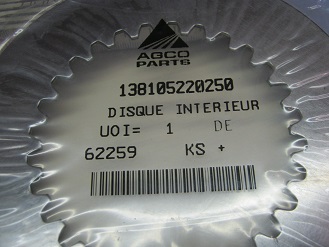 AGCO
PARTS
138105220250
DISQUE INTERIEUR
UOI= 1 DE
62259 KS +